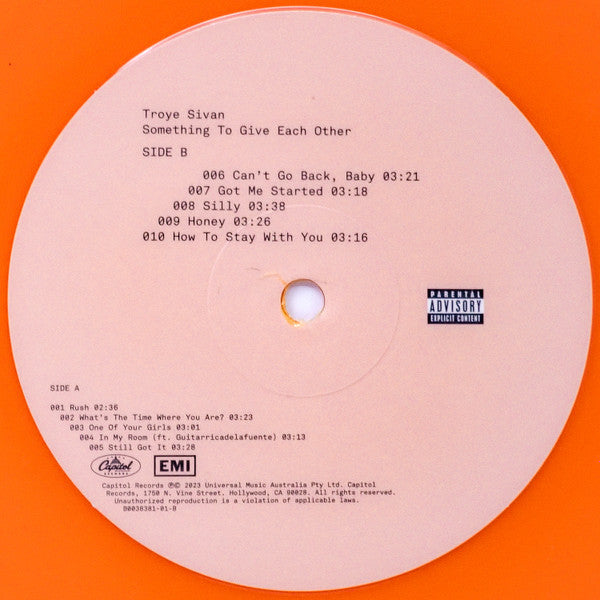 Troye Sivan
Something To Give Each Other
SIDE B
006 Can't Go Back, Baby 03:21
007 Got Me Started 03:18
008 Silly 03:38
009 Honey 03:26
010 How To Stay With You 03:16
PARENTAL
ADVISORY
EXPLICIT CONTENT
SIDE A
001 Rush 02:36
002 What's The Time Where You Are? 03:23
003 One Of Your Girls 03:01
004 In My Room (ft. Guitarricadelafuente) 03:13
005 Still Got It 03:28
Capitol
RECORDS
EMI
Capitol Records ℗© 2023 Universal Music Australia Pty Ltd. Capitol
Records, 1750 N. Vine Street. Hollywood, CA 90028. All rights reserved.
Unauthorized reproduction is a violation of applicable laws.
B0038381-01-B